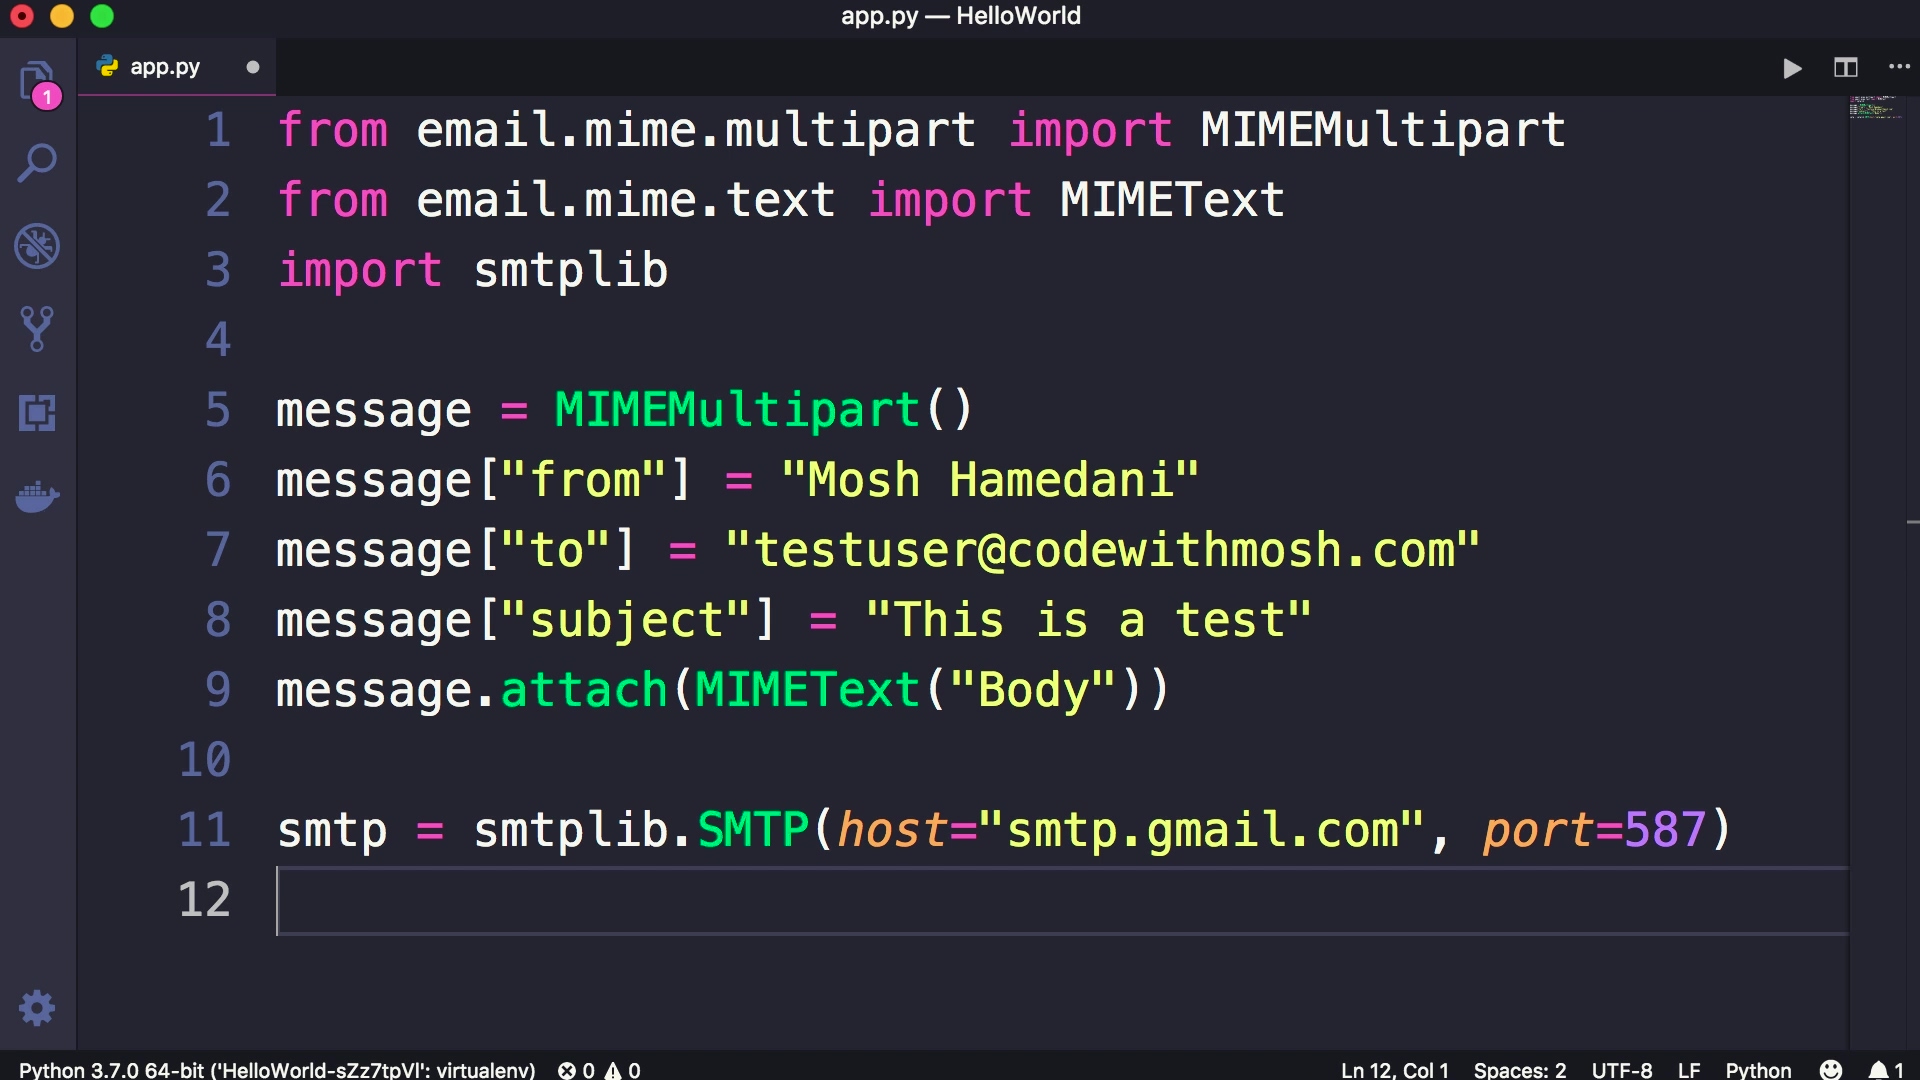 app.py — HelloWorld
app.py
1
1 from email.mime.multipart import MIMEMultipart
2 from email.mime.text import MIMEText
3 import smtplib
4
5 message = MIMEMultipart()
6 message["from"] = "Mosh Hamedani"
7 message["to"] = "testuser@codewithmosh.com"
8 message["subject"] = "This is a test"
9 message.attach(MIMEText("Body"))
10
11 smtp = smtplib.SMTP(host="smtp.gmail.com", port=587)
12
Python 3.7.0 64-bit ('HelloWorld-sZz7tpVl': virtualenv) 0 0 Ln 12, Col 1 Spaces: 2 UTF-8 LF Python 1